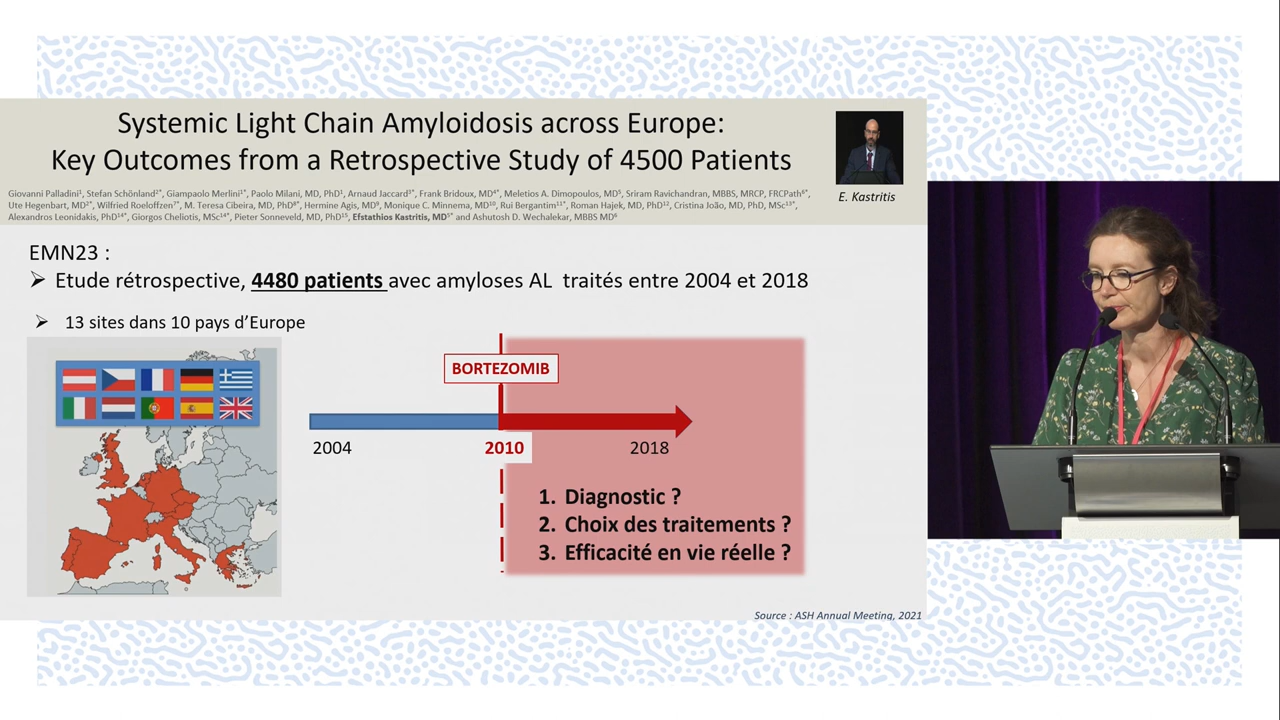 Systemic Light Chain Amyloidosis across Europe:
Key Outcomes from a Retrospective Study of 4500 Patients
Giovanni Palladini¹, Stefan Schönland²*, Giampaolo Merlini¹*, Paolo Milani, MD, PhD¹, Arnaud Jaccard³*, Frank Bridoux, MD⁴*, Meletios A. Dimopoulos, MD⁵, Sriram Ravichandran, MBBS, MRCP, FRCPath⁶*,
Ute Hegenbart, MD²*, Wilfried Roeloffzen⁷*, M. Teresa Cibeira, MD, PhD⁸*, Hermine Agis, MD⁹, Monique C. Minnema, MD¹⁰, Rui Bergantim¹¹*, Roman Hajek, MD, PhD¹², Cristina João, MD, PhD, MSc¹³*,
Alexandros Leonidakis, PhD¹⁴*, Giorgos Cheliotis, MSc¹⁴*, Pieter Sonneveld, MD, PhD¹⁵, Efstathios Kastritis, MD⁵* and Ashutosh D. Wechalekar, MBBS MD⁶
E. Kastritis
EMN23 :
➢ Etude rétrospective, 4480 patients avec amyloses AL traités entre 2004 et 2018
➢ 13 sites dans 10 pays d’Europe
BORTEZOMIB
2004
2010
2018
1. Diagnostic ?
2. Choix des traitements ?
3. Efficacité en vie réelle ?
Source : ASH Annual Meeting, 2021